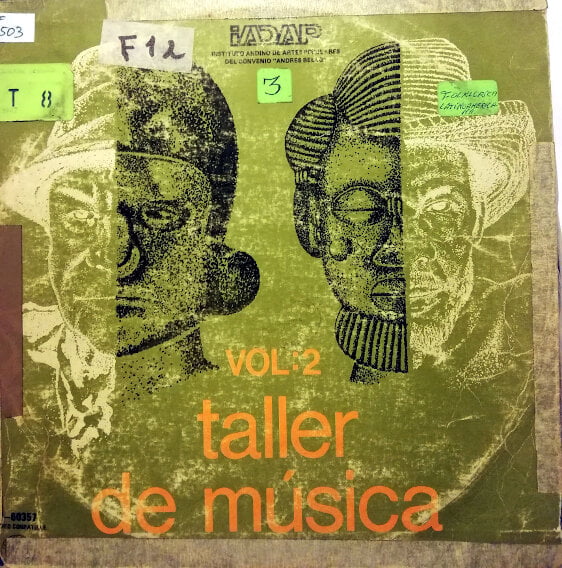 503
F12
IADAP
INSTITUTO ANDINO DE ARTES POPULARES
DEL CONVENIO "ANDRES BELLO"
T 8
3
FOLKLORICA
LATINOAMERICA
VOL: 2
taller
de música
-60357